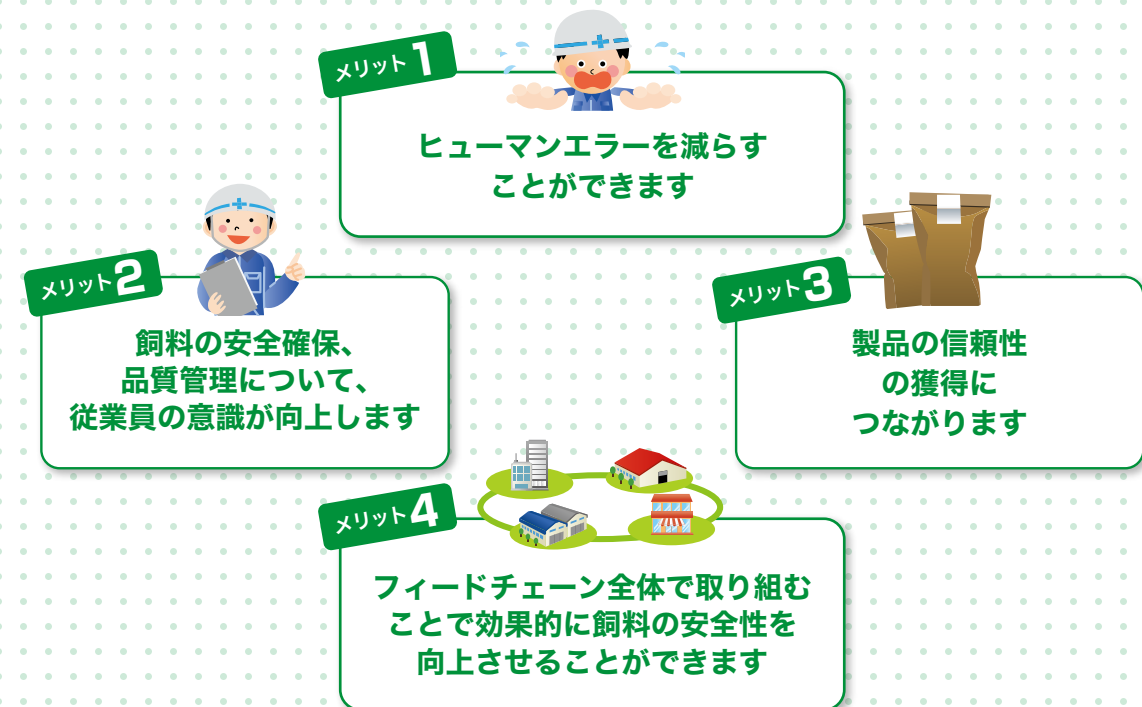 メリット1
ヒューマンエラーを減らす
ことができます
メリット2
飼料の安全確保、
品質管理について、
従業員の意識が向上します
メリット3
製品の信頼性
の獲得に
つながります
メリット4
フィードチェーン全体で取り組む
ことで効果的に飼料の安全性を
向上させることができます